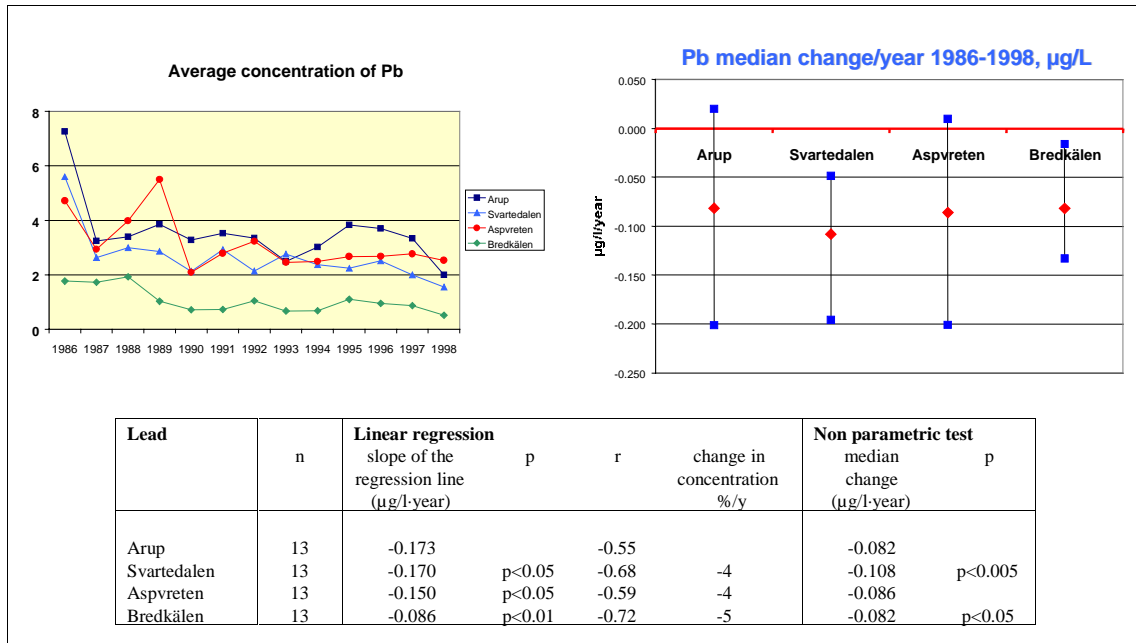 Average concentration of Pb
8
6
4
2
0
1986 1987 1988 1989 1990 1991 1992 1993 1994 1995 1996 1997 1998
Arup
Svartedalen
Aspvreten
Bredkälen
Pb median change/year 1986-1998, µg/L
µg/l/year
0.050
0.000
-0.050
-0.100
-0.150
-0.200
-0.250
Arup Svartedalen Aspvreten Bredkälen
Lead Linear regression Non parametric test
n slope of the p r change in median p
regression line concentration change
(µg/l·year) %/y (µg/l·year)
Arup 13 -0.173 -0.55 -0.082
Svartedalen 13 -0.170 p<0.05 -0.68 -4 -0.108 p<0.005
Aspvreten 13 -0.150 p<0.05 -0.59 -4 -0.086
Bredkälen 13 -0.086 p<0.01 -0.72 -5 -0.082 p<0.05